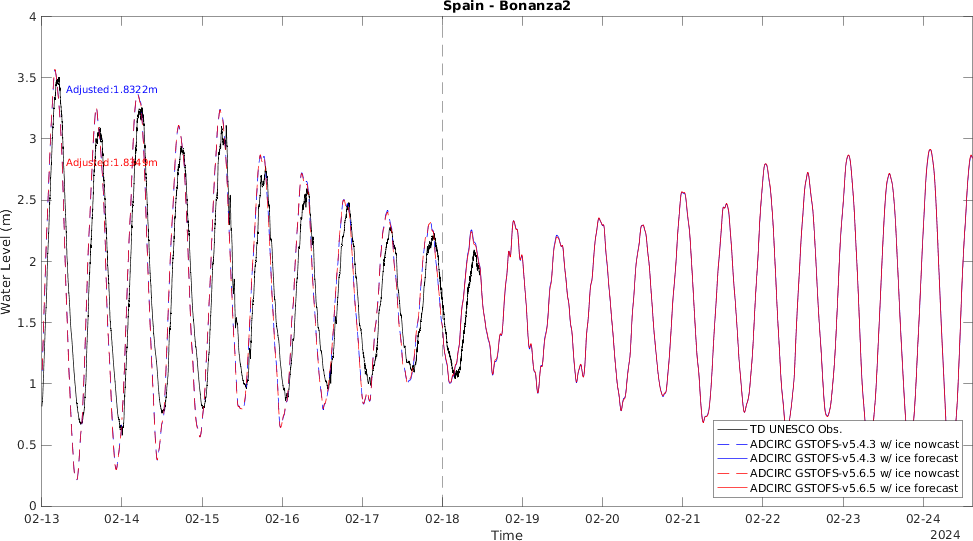 Spain - Bonanza2
4
3.5
3
2.5
2
1.5
1
0.5
0
Water Level (m)
Adjusted:1.8322m
Adjusted:1.8349m
TD UNESCO Obs.
ADCIRC GSTOFS-v5.4.3 w/ ice nowcast
ADCIRC GSTOFS-v5.4.3 w/ ice forecast
ADCIRC GSTOFS-v5.6.5 w/ ice nowcast
ADCIRC GSTOFS-v5.6.5 w/ ice forecast
02-13 02-14 02-15 02-16 02-17 02-18 02-19 02-20 02-21 02-22 02-23 02-24
Time
2024